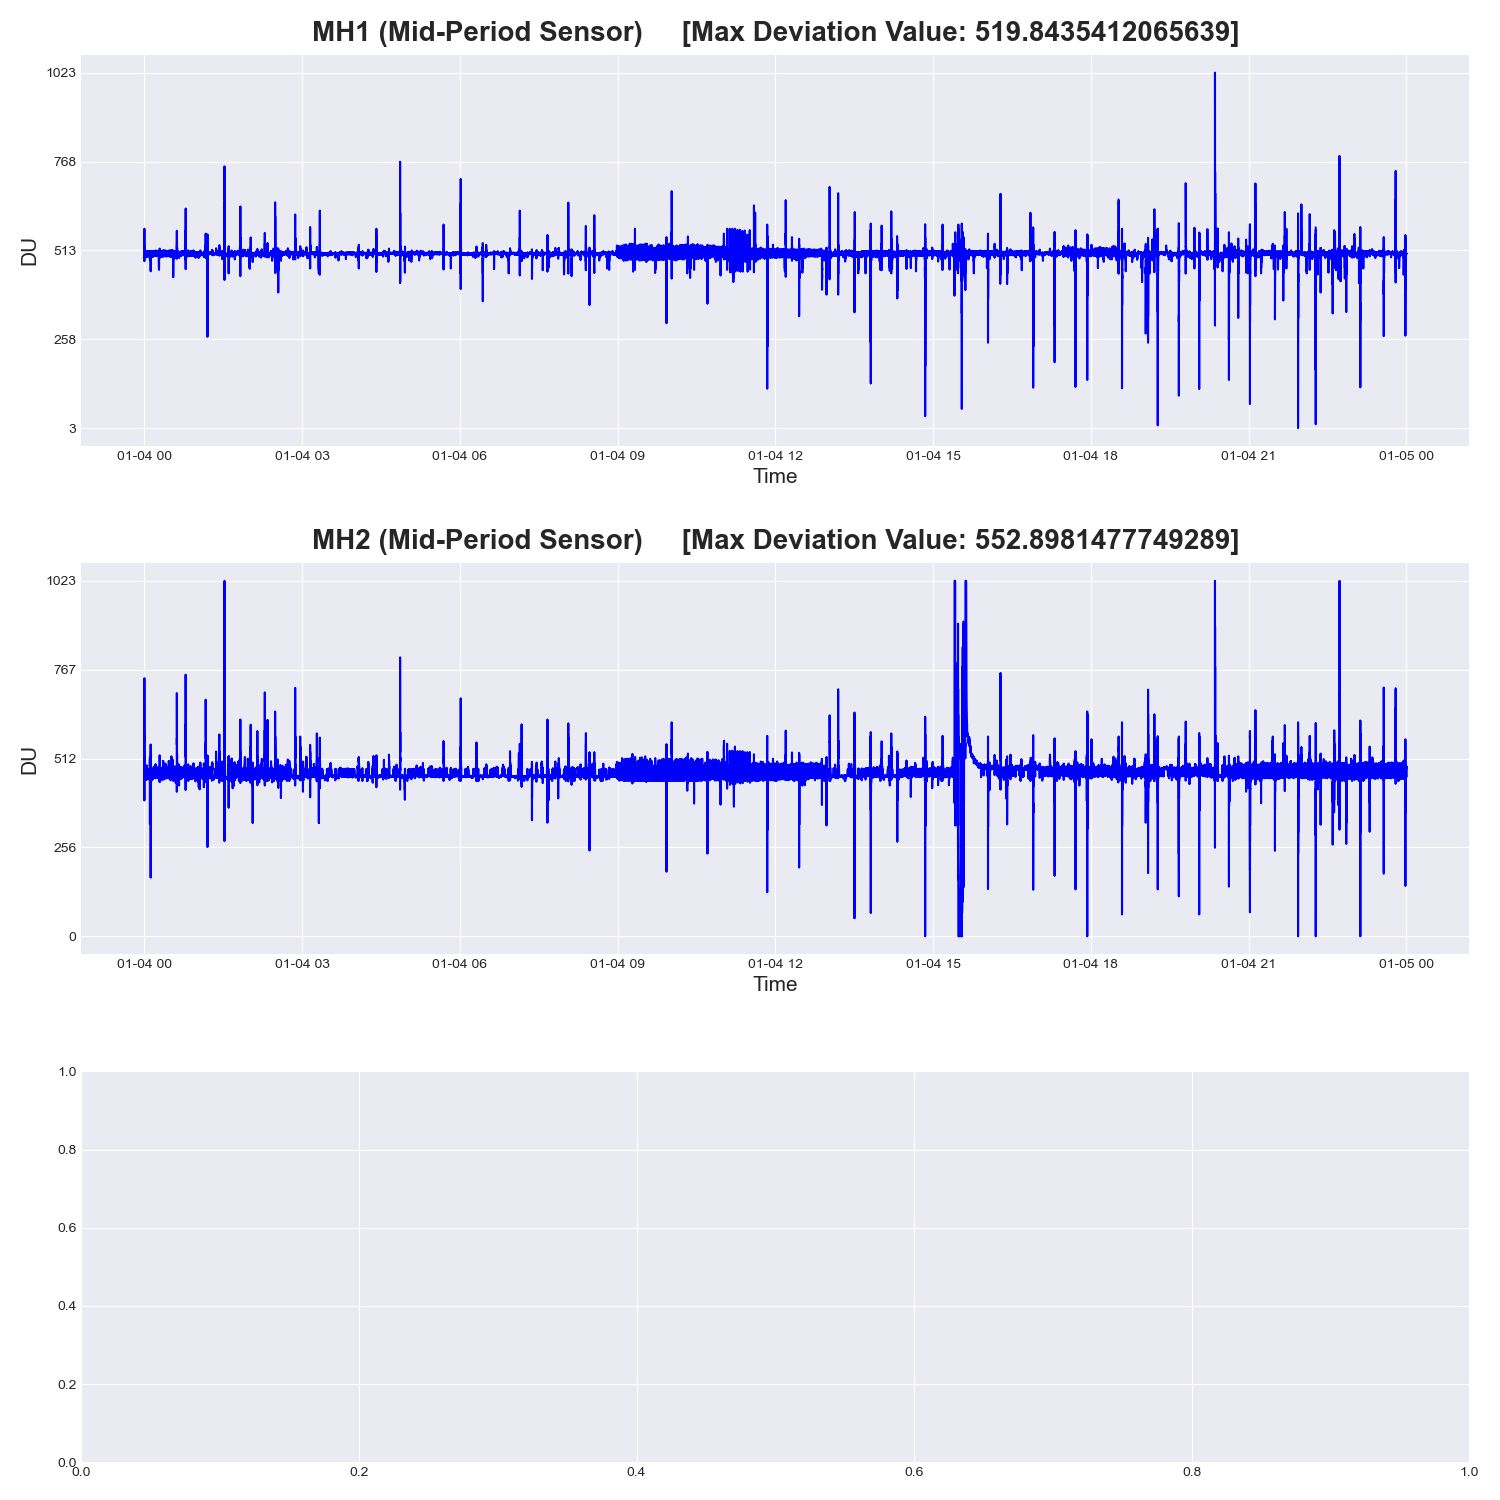 MH1 (Mid-Period Sensor) [Max Deviation Value: 519.8435412065639]
1023
768
513
258
3
DU
01-04 00 01-04 03 01-04 06 01-04 09 01-04 12 01-04 15 01-04 18 01-04 21 01-05 00
Time
MH2 (Mid-Period Sensor) [Max Deviation Value: 552.8981477749289]
1023
767
512
256
0
DU
01-04 00 01-04 03 01-04 06 01-04 09 01-04 12 01-04 15 01-04 18 01-04 21 01-05 00
Time
1.0
0.8
0.6
0.4
0.2
0.0
0.0 0.2 0.4 0.6 0.8 1.0